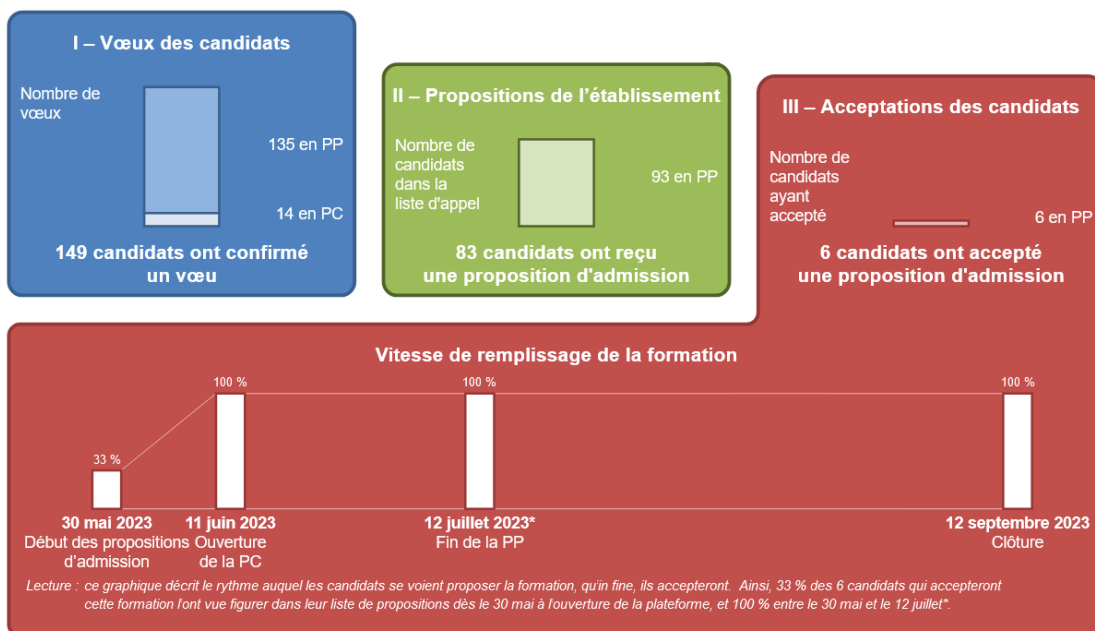 I – Vœux des candidats
Nombre de
vœux
135 en PP
14 en PC
149 candidats ont confirmé
un vœu
II – Propositions de l'établissement
Nombre de
candidats
dans la
liste d'appel
93 en PP
83 candidats ont reçu
une proposition d'admission
III – Acceptations des candidats
Nombre de
candidats
ayant
accepté
6 en PP
6 candidats ont accepté
une proposition d'admission
Vitesse de remplissage de la formation
33 %
100 %
100 %
100 %
30 mai 2023
Début des propositions
d'admission
11 juin 2023
Ouverture
de la PC
12 juillet 2023*
Fin de la PP
12 septembre 2023
Clôture
Lecture : ce graphique décrit le rythme auquel les candidats se voient proposer la formation, qu'in fine, ils accepteront. Ainsi, 33 % des 6 candidats qui accepteront
cette formation l'ont vue figurer dans leur liste de propositions dès le 30 mai à l'ouverture de la plateforme, et 100 % entre le 30 mai et le 12 juillet*.